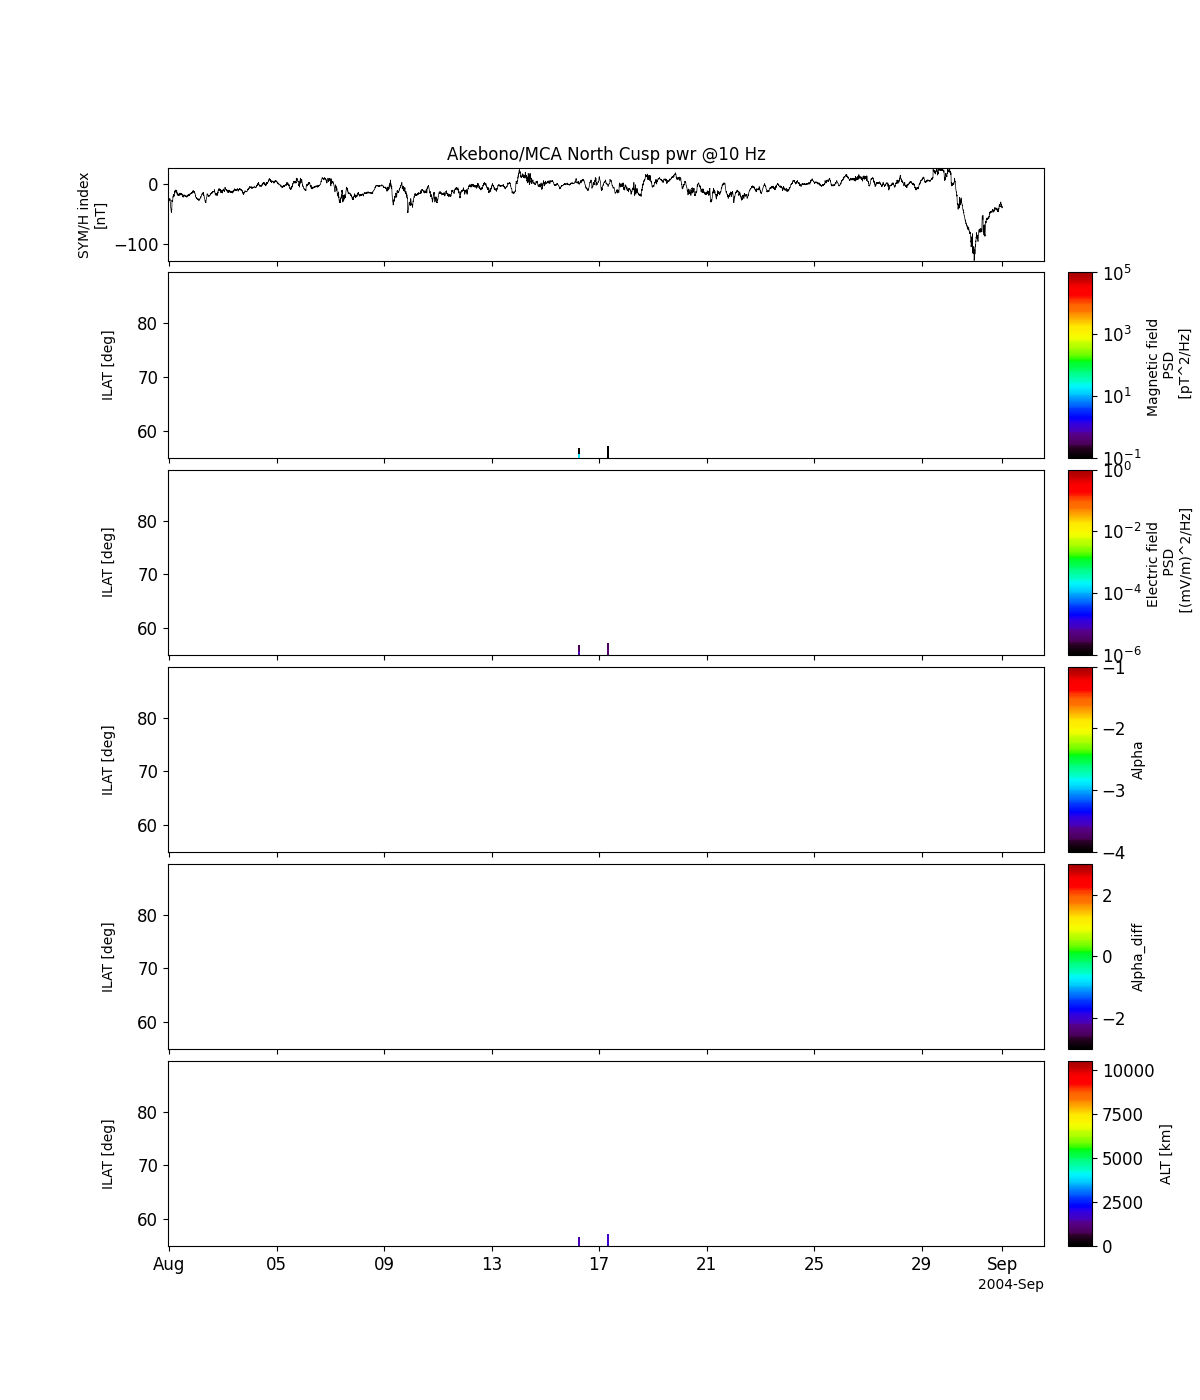 Akebono/MCA North Cusp pwr @10 Hz
SYM/H index
[nT]
0
−100
ILAT [deg]
80
70
60
10^5
10^3
10^1
10^−1
Magnetic field
PSD
[pT^2/Hz]
ILAT [deg]
80
70
60
10^0
10^−2
10^−4
10^−6
Electric field
PSD
[(mV/m)^2/Hz]
ILAT [deg]
80
70
60
−1
−2
−3
−4
Alpha
ILAT [deg]
80
70
60
2
0
−2
Alpha_diff
ILAT [deg]
80
70
60
10000
7500
5000
2500
0
ALT [km]
Aug 05 09 13 17 21 25 29 Sep
2004-Sep